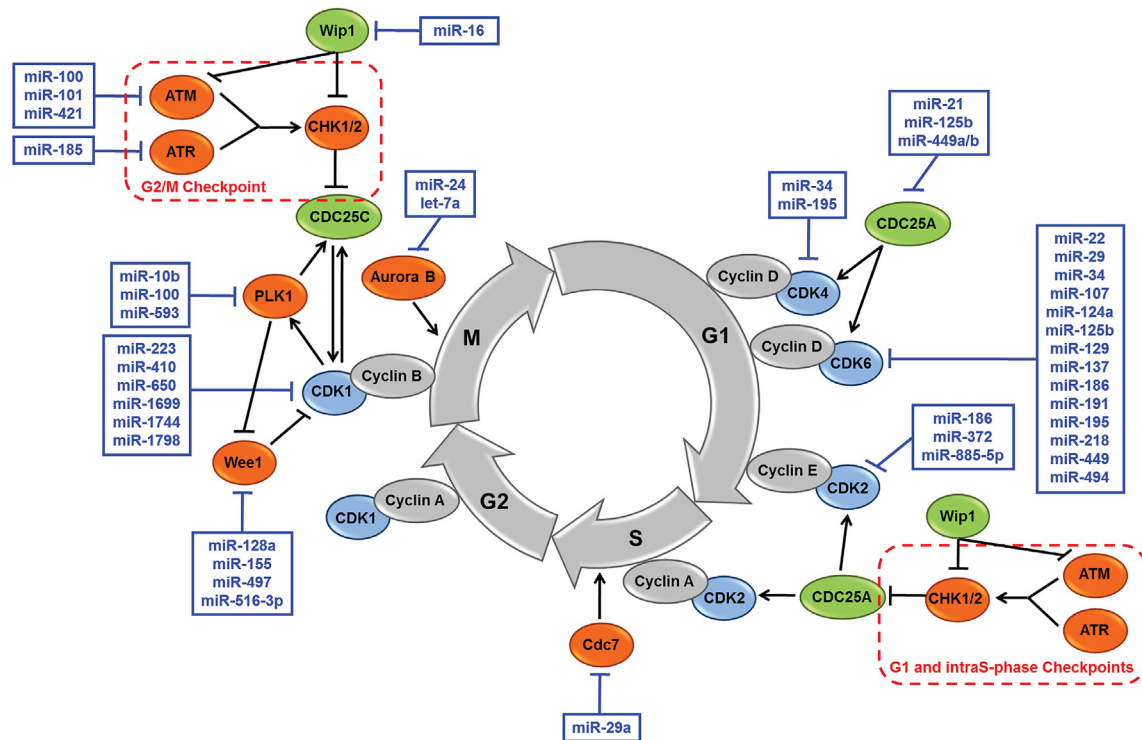 Wip1
miR-16
miR-100
miR-101
miR-421
ATM
CHK1/2
miR-185
ATR
G2/M Checkpoint
CDC25C
miR-24
let-7a
Aurora B
miR-10b
miR-100
miR-593
PLK1
miR-223
miR-410
miR-650
miR-1699
miR-1744
miR-1798
CDK1
Cyclin B
Wee1
miR-128a
miR-155
miR-497
miR-516-3p
CDK1
Cyclin A
M
G1
G2
S
miR-34
miR-195
Cyclin D
CDK4
miR-21
miR-125b
miR-449a/b
CDC25A
Cyclin D
CDK6
miR-22
miR-29
miR-34
miR-107
miR-124a
miR-125b
miR-129
miR-137
miR-186
miR-191
miR-195
miR-218
miR-449
miR-494
miR-186
miR-372
miR-885-5p
Cyclin E
CDK2
Cyclin A
CDK2
CDC25A
Wip1
CHK1/2
ATM
ATR
G1 and intraS-phase Checkpoints
Cdc7
miR-29a